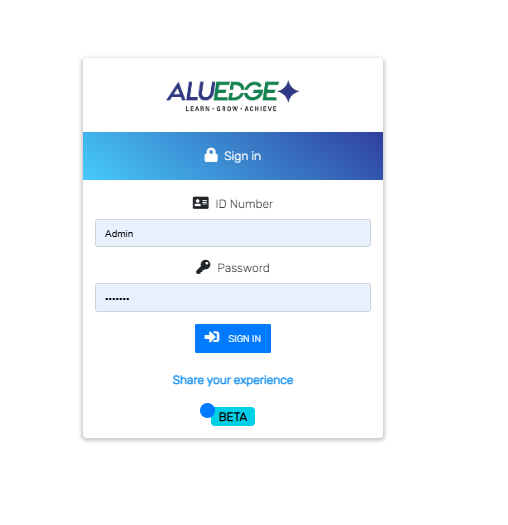 ALUEDGE
LEARN • GROW • ACHIEVE
Sign in
ID Number
Admin
Password
•••••••
SIGN IN
Share your experience
BETA